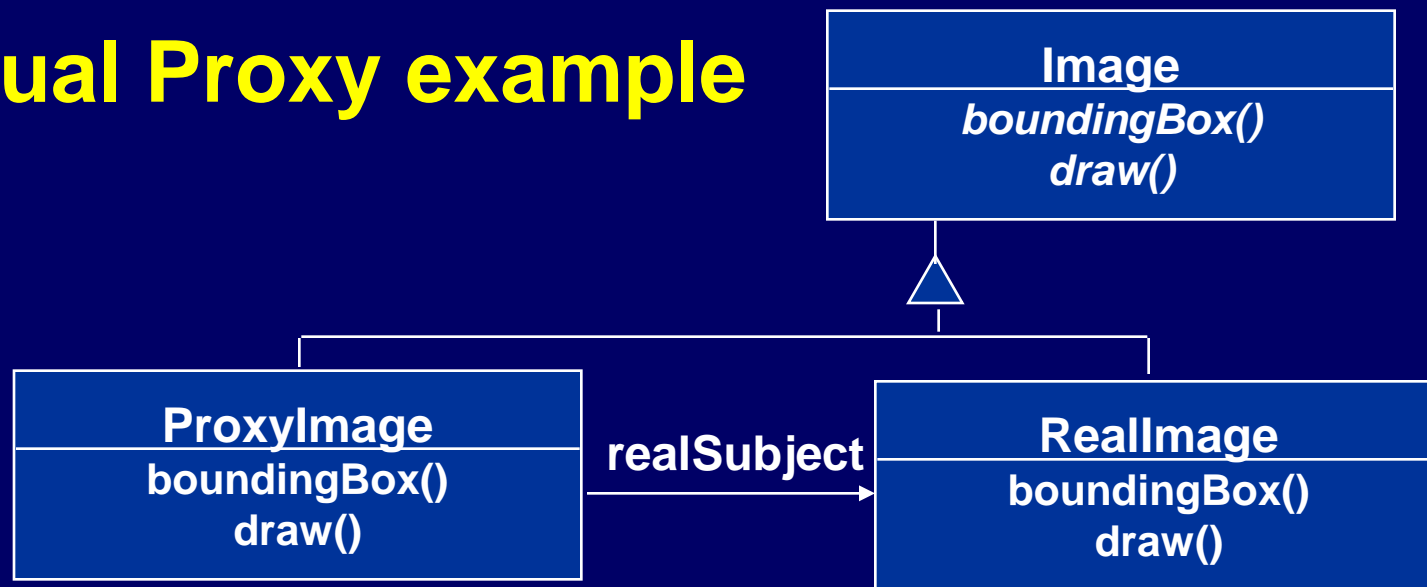 ual Proxy example
Image
boundingBox()
draw()
ProxyImage
boundingBox()
draw()
realSubject
RealImage
boundingBox()
draw()